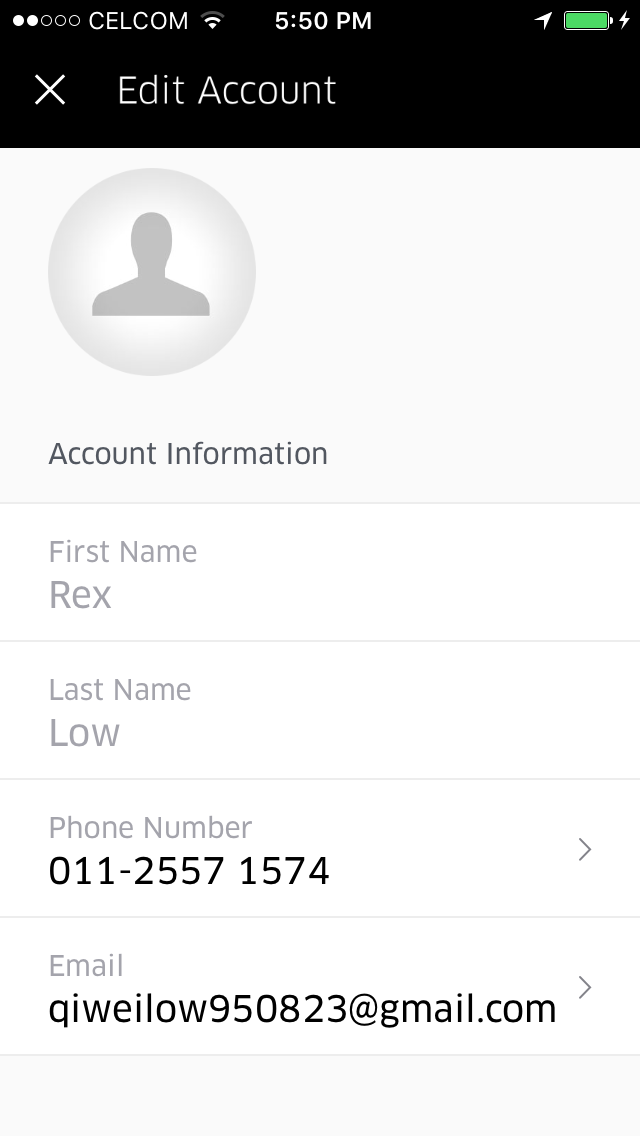 CELCOM 5:50 PM
Edit Account
Account Information
First Name
Rex
Last Name
Low
Phone Number
011-2557 1574
Email
qiweilow950823@gmail.com